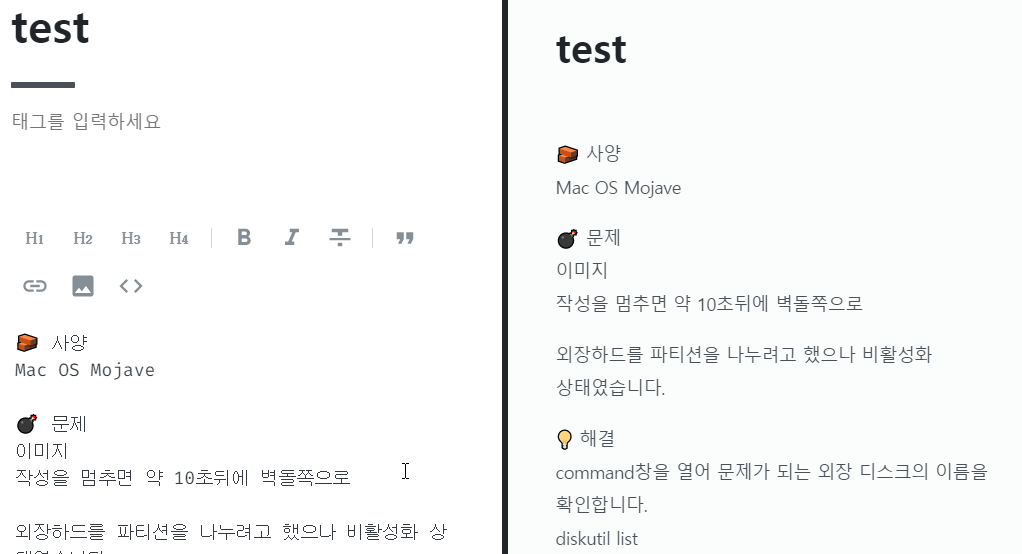 test
태그를 입력하세요
H1 H2 H3 H4 B I T
사양
Mac OS Mojave
문제
이미지
작성을 멈추면 약 10초뒤에 벽돌쪽으로
외장하드를 파티션을 나누려고 했으나 비활성화 상
태였습니다.
test
사양
Mac OS Mojave
문제
이미지
작성을 멈추면 약 10초뒤에 벽돌쪽으로
외장하드를 파티션을 나누려고 했으나 비활성화
상태였습니다.
해결
command창을 열어 문제가 되는 외장 디스크의 이름을
확인합니다.
diskutil list